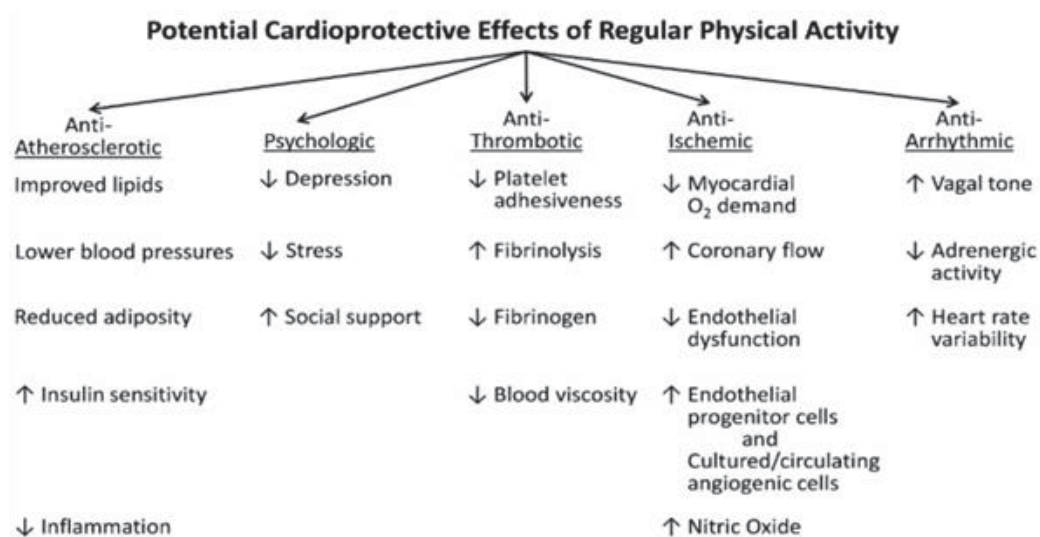 Potential Cardioprotective Effects of Regular Physical Activity
Anti-
Atherosclerotic
Improved lipids
Lower blood pressures
Reduced adiposity
↑ Insulin sensitivity
↓ Inflammation
Psychologic
↓ Depression
↓ Stress
↑ Social support
Anti-
Thrombotic
↓ Platelet
adhesiveness
↑ Fibrinolysis
↓ Fibrinogen
↓ Blood viscosity
Anti-
Ischemic
↓ Myocardial
O₂ demand
↑ Coronary flow
↓ Endothelial
dysfunction
↑ Endothelial
progenitor cells
and
Cultured/circulating
angiogenic cells
↑ Nitric Oxide
Anti-
Arrhythmic
↑ Vagal tone
↓ Adrenergic
activity
↑ Heart rate
variability